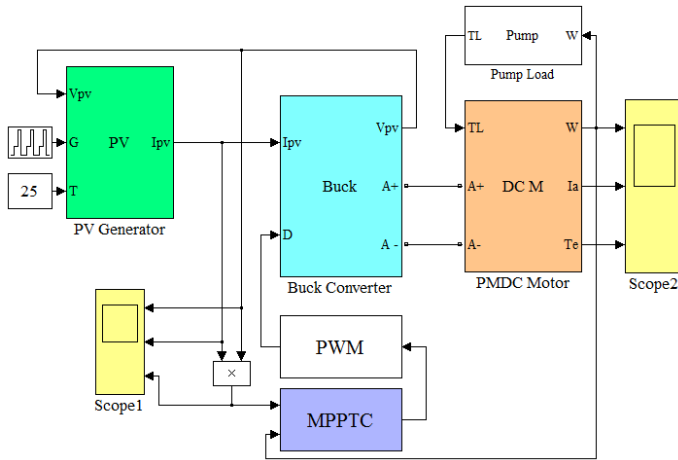 TL Pump W
Pump Load
Vpv
G PV Ipv
25 T
PV Generator
Ipv Vpv
Buck A+
D A -
Buck Converter
TL W
A+ DC M Ia
A- Te
PMDC Motor
Scope2
Scope1
×
PWM
MPPTC